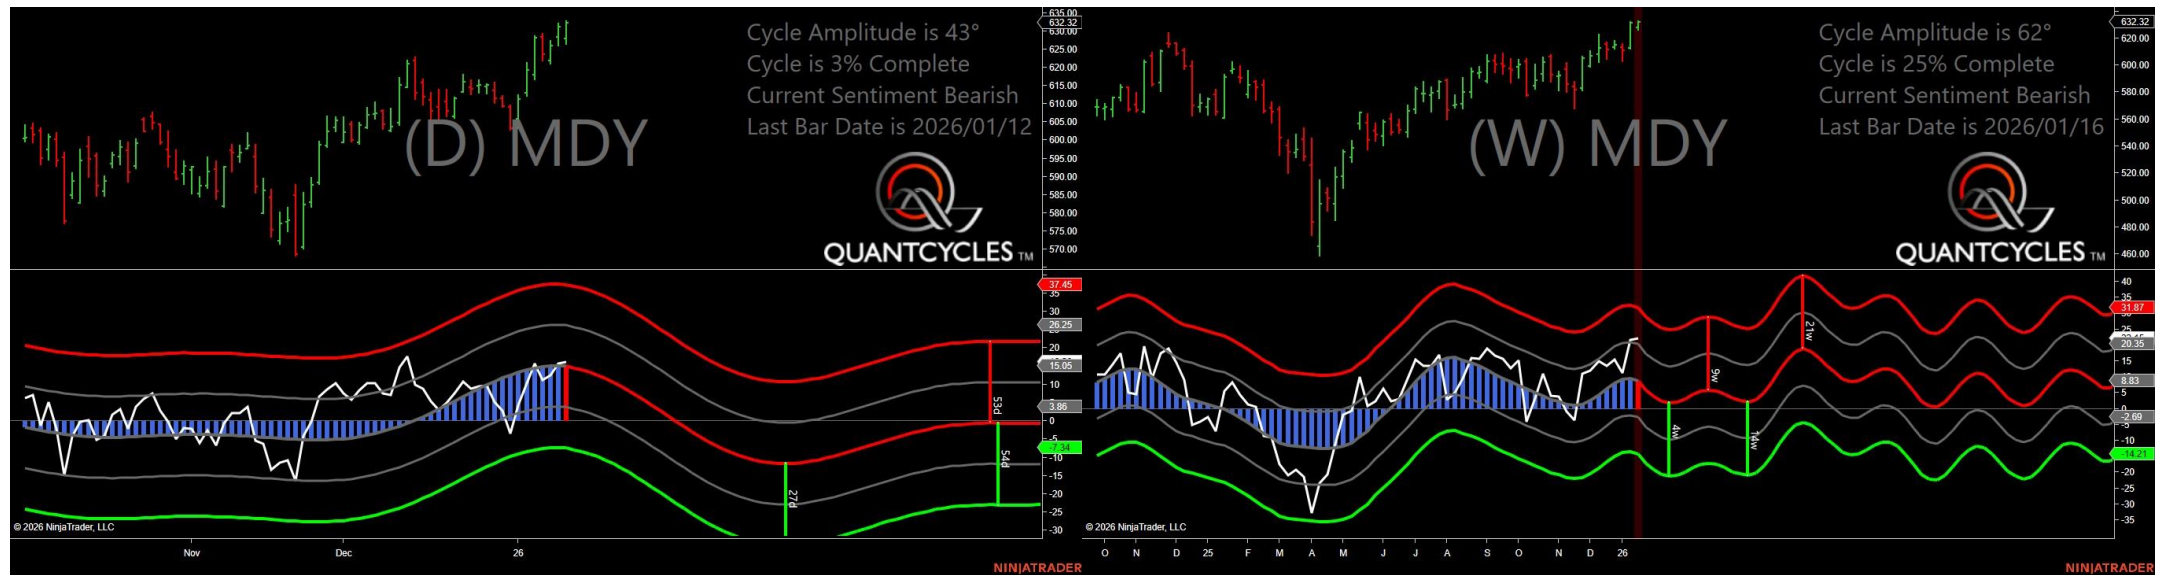 Cycle Amplitude is 43°
Cycle is 3% Complete
Current Sentiment Bearish
Last Bar Date is 2026/01/12
(D) MDY
QUANTCYCLES TM
635.00
632.32
630.00
625.00
620.00
615.00
610.00
605.00
600.00
595.00
590.00
585.00
580.00
575.00
570.00
37.45
35
30
26.25
20
15.05
10
5
3.86
0
-5
-7.34
-10
-15
-20
-25
-30
53d
54d
27d
© 2026 NinjaTrader, LLC
Nov Dec 26
NINJATRADER
Cycle Amplitude is 62°
Cycle is 25% Complete
Current Sentiment Bearish
Last Bar Date is 2026/01/16
(W) MDY
QUANTCYCLES TM
632.32
620.00
600.00
580.00
560.00
540.00
520.00
500.00
480.00
460.00
40
35
31.87
25
20.35
15
8.83
0
-2.69
-5
-10
-14.21
-20
-25
-30
-35
21w
9w
4w
14w
© 2026 NinjaTrader, LLC
O N D 25 F M A M J J A S O N D 26
NINJATRADER